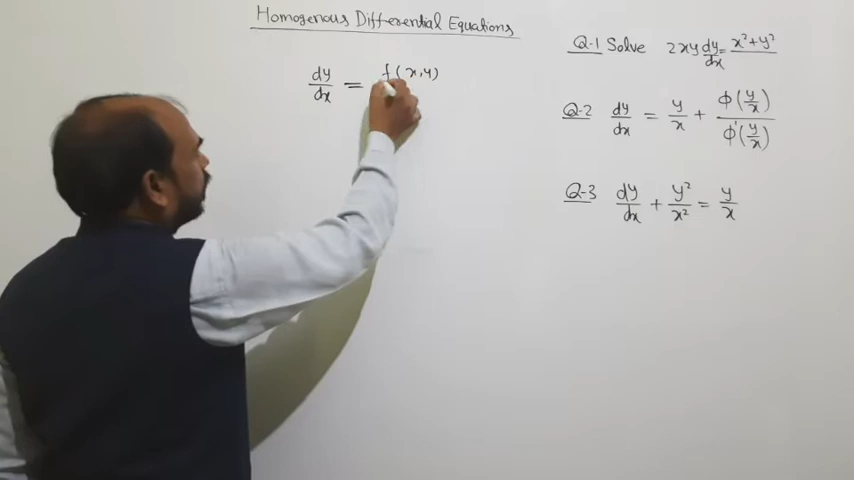 Homogenous Differential Equations
dy/dx = f(x,y)
Q-1 Solve 2xy dy/dx = x²+y²
Q-2 dy/dx = y/x + ϕ(y/x)/ϕ'(y/x)
Q-3 dy/dx + y²/x² = y/x